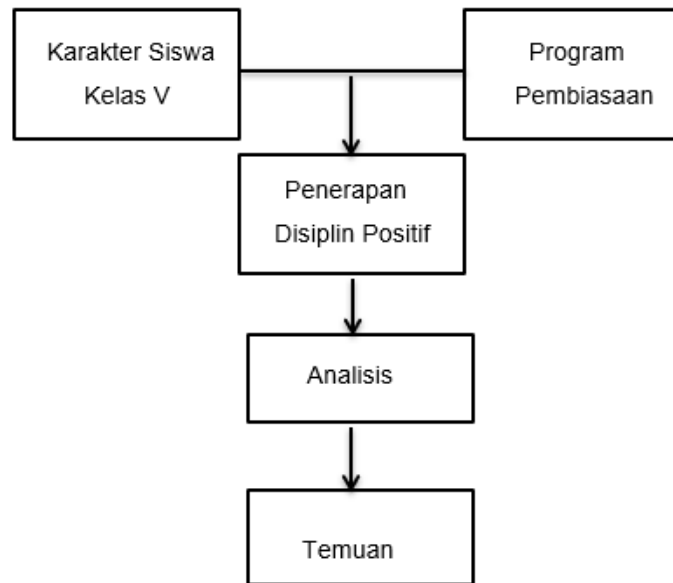 Karakter Siswa
Kelas V
Program
Pembiasaan
Penerapan
Disiplin Positif
Analisis
Temuan